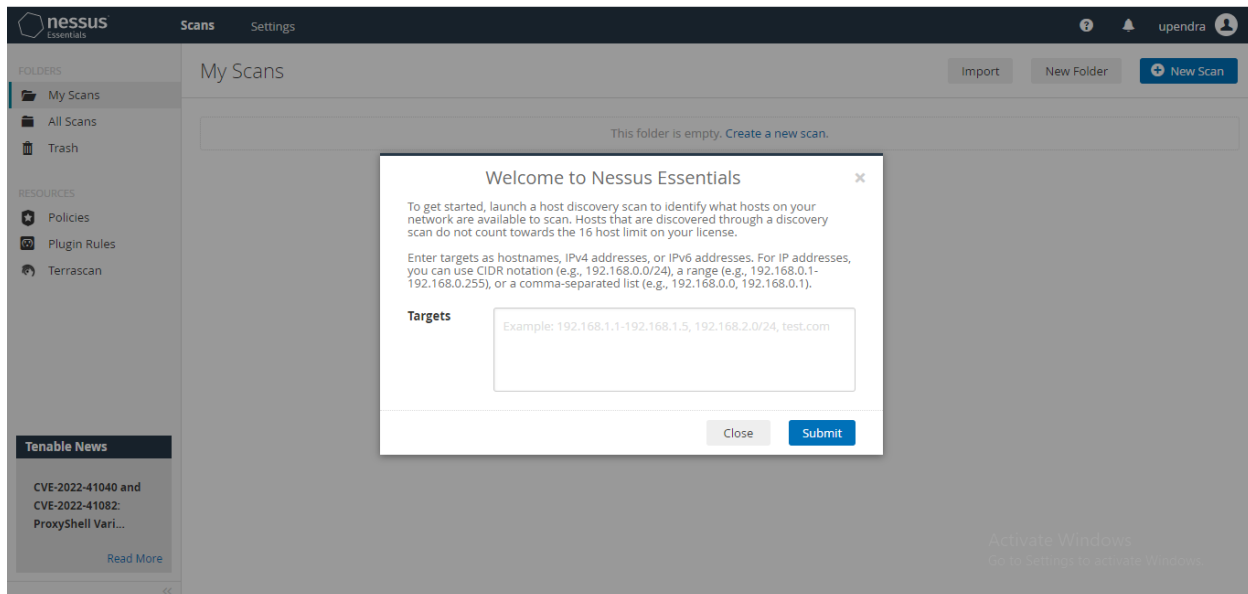 nessus
Essentials
Scans
Settings
upendra
FOLDERS
My Scans
All Scans
Trash
RESOURCES
Policies
Plugin Rules
Terrascan
Tenable News
CVE-2022-41040 and
CVE-2022-41082:
ProxyShell Vari...
Read More
My Scans
Import
New Folder
New Scan
This folder is empty. Create a new scan.
Welcome to Nessus Essentials
To get started, launch a host discovery scan to identify what hosts on your
network are available to scan. Hosts that are discovered through a discovery
scan do not count towards the 16 host limit on your license.
Enter targets as hostnames, IPv4 addresses, or IPv6 addresses. For IP addresses,
you can use CIDR notation (e.g., 192.168.0.0/24), a range (e.g., 192.168.0.1-
192.168.0.255), or a comma-separated list (e.g., 192.168.0.0, 192.168.0.1).
Targets
Example: 192.168.1.1-192.168.1.5, 192.168.2.0/24, test.com
Close
Submit
Activate Windows
Go to Settings to activate Windows.